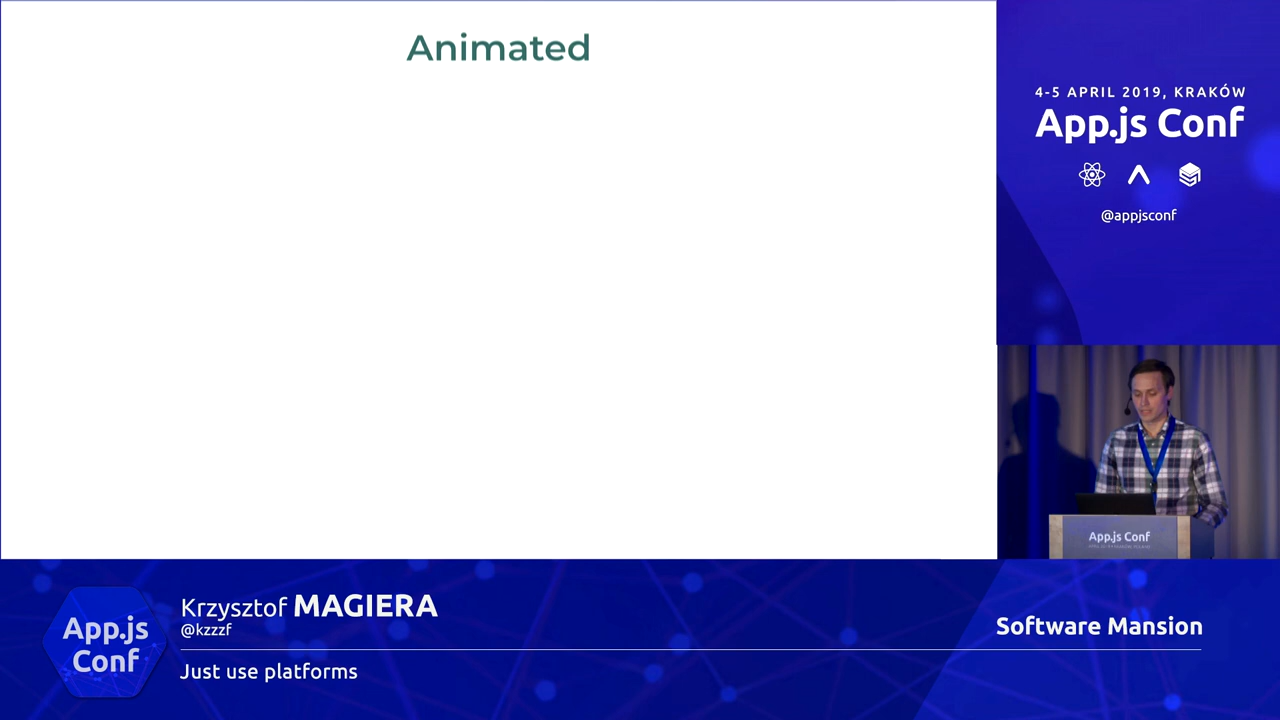 Animated
4-5 APRIL 2019, KRAKÓW
App.js Conf
@appjsconf
App.js Conf
Krzysztof MAGIERA
@kzzzf
Just use platforms
App.js
Conf
Software Mansion